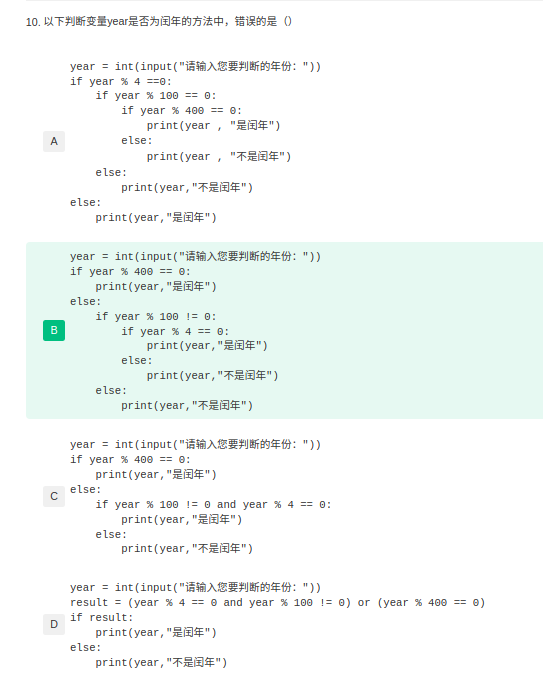 10. 以下判断变量year是否为闰年的方法中，错误的是（）
year = int(input("请输入您要判断的年份："))
if year % 4 ==0:
    if year % 100 == 0:
        if year % 400 == 0:
            print(year , "是闰年")
A
        else:
            print(year , "不是闰年")
    else:
        print(year,"不是闰年")
else:
    print(year,"是闰年")
year = int(input("请输入您要判断的年份："))
if year % 400 == 0:
    print(year,"是闰年")
else:
    if year % 100 != 0:
B
        if year % 4 == 0:
            print(year,"是闰年")
        else:
            print(year,"不是闰年")
    else:
        print(year,"不是闰年")
year = int(input("请输入您要判断的年份："))
if year % 400 == 0:
    print(year,"是闰年")
C
else:
    if year % 100 != 0 and year % 4 == 0:
        print(year,"是闰年")
    else:
        print(year,"不是闰年")
year = int(input("请输入您要判断的年份："))
result = (year % 4 == 0 and year % 100 != 0) or (year % 400 == 0)
D
if result:
    print(year,"是闰年")
else:
    print(year,"不是闰年")